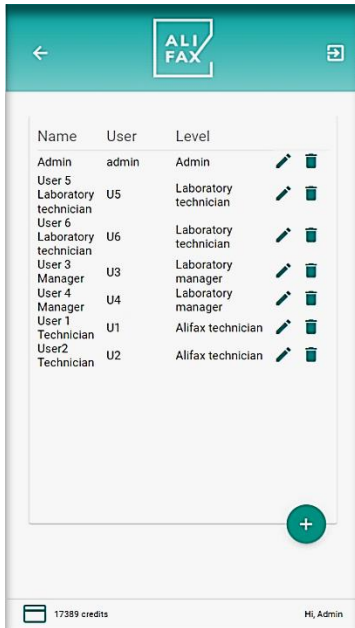 ALI
FAX
Name User Level
Admin admin Admin
User 5
Laboratory technician U5 Laboratory technician
User 6
Laboratory technician U6 Laboratory technician
User 3
Manager U3 Laboratory manager
User 4
Manager U4 Laboratory manager
User 1
Technician U1 Alifax technician
User2
Technician U2 Alifax technician
+
17389 credits Hi, Admin